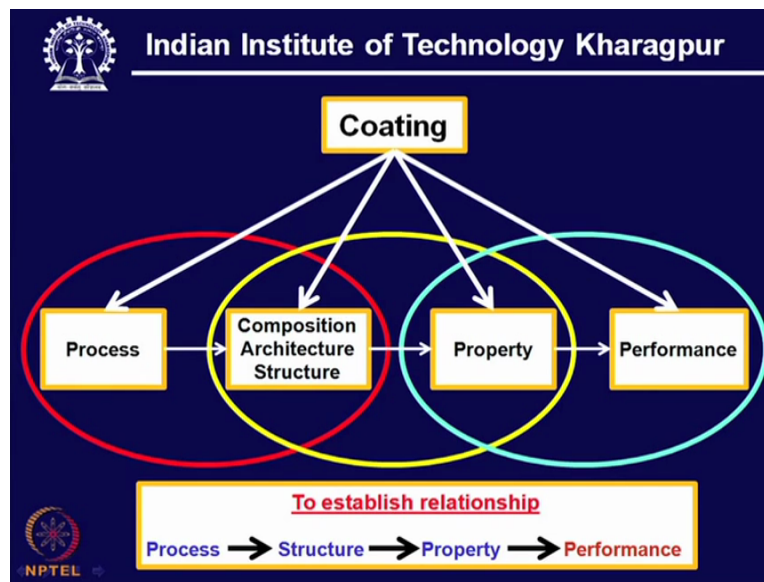 Indian Institute of Technology Kharagpur
Coating
Process
Composition
Architecture
Structure
Property
Performance
To establish relationship
Process Structure Property Performance
NPTEL